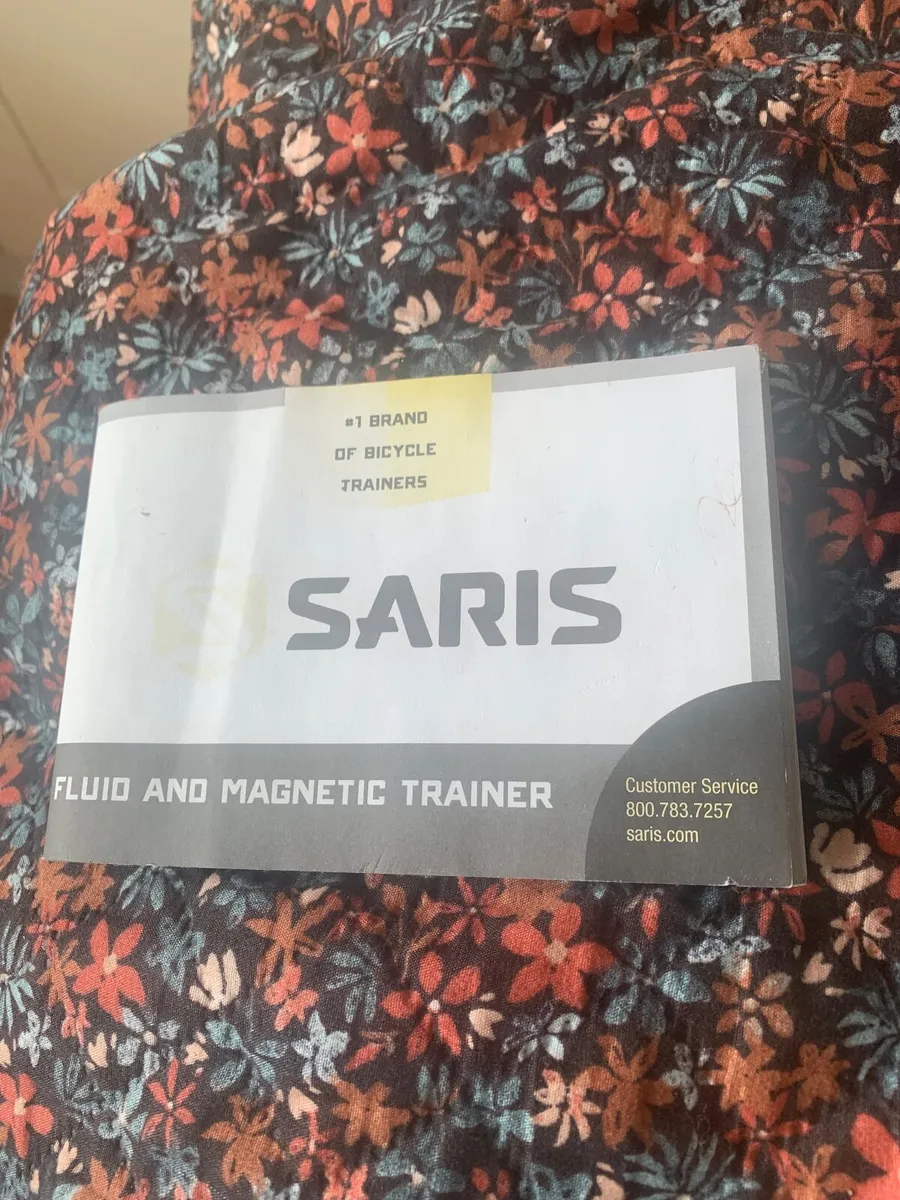 #1 BRAND
OF BICYCLE
TRAINERS
SARIS
FLUID AND MAGNETIC TRAINER
Customer Service
800.783.7257
saris.com